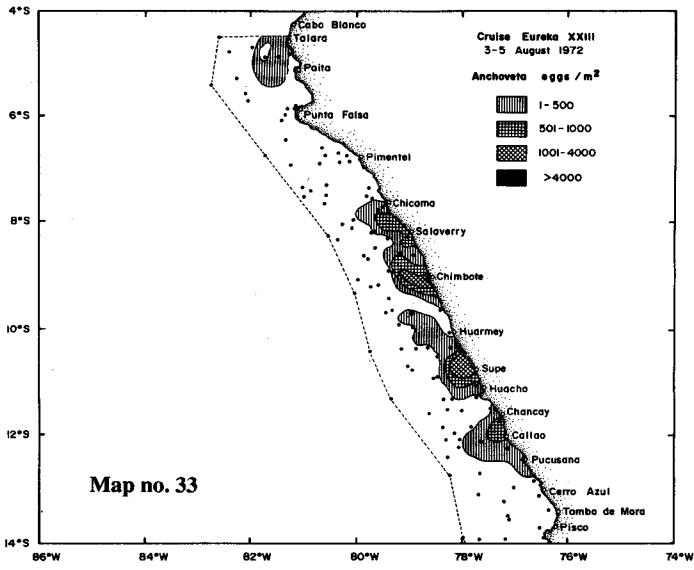 4°S
Cabo Blanco
Talara
Cruise Eureka XXIII
3-5 August 1972
Paita
Anchoveta eggs /m²
1-500
6°S
Punta Falsa
501-1000
1001-4000
Pimentel
>4000
Chicama
8°S
Salaverry
Chimbote
10°S
Huarmey
Supe
Huacho
Chancay
12°S
Callao
Pucusana
Map no. 33
Cerro Azul
Tambo de Mora
Pisco
14°S
86°W
84°W
82°W
80°W
78°W
76°W
74°W